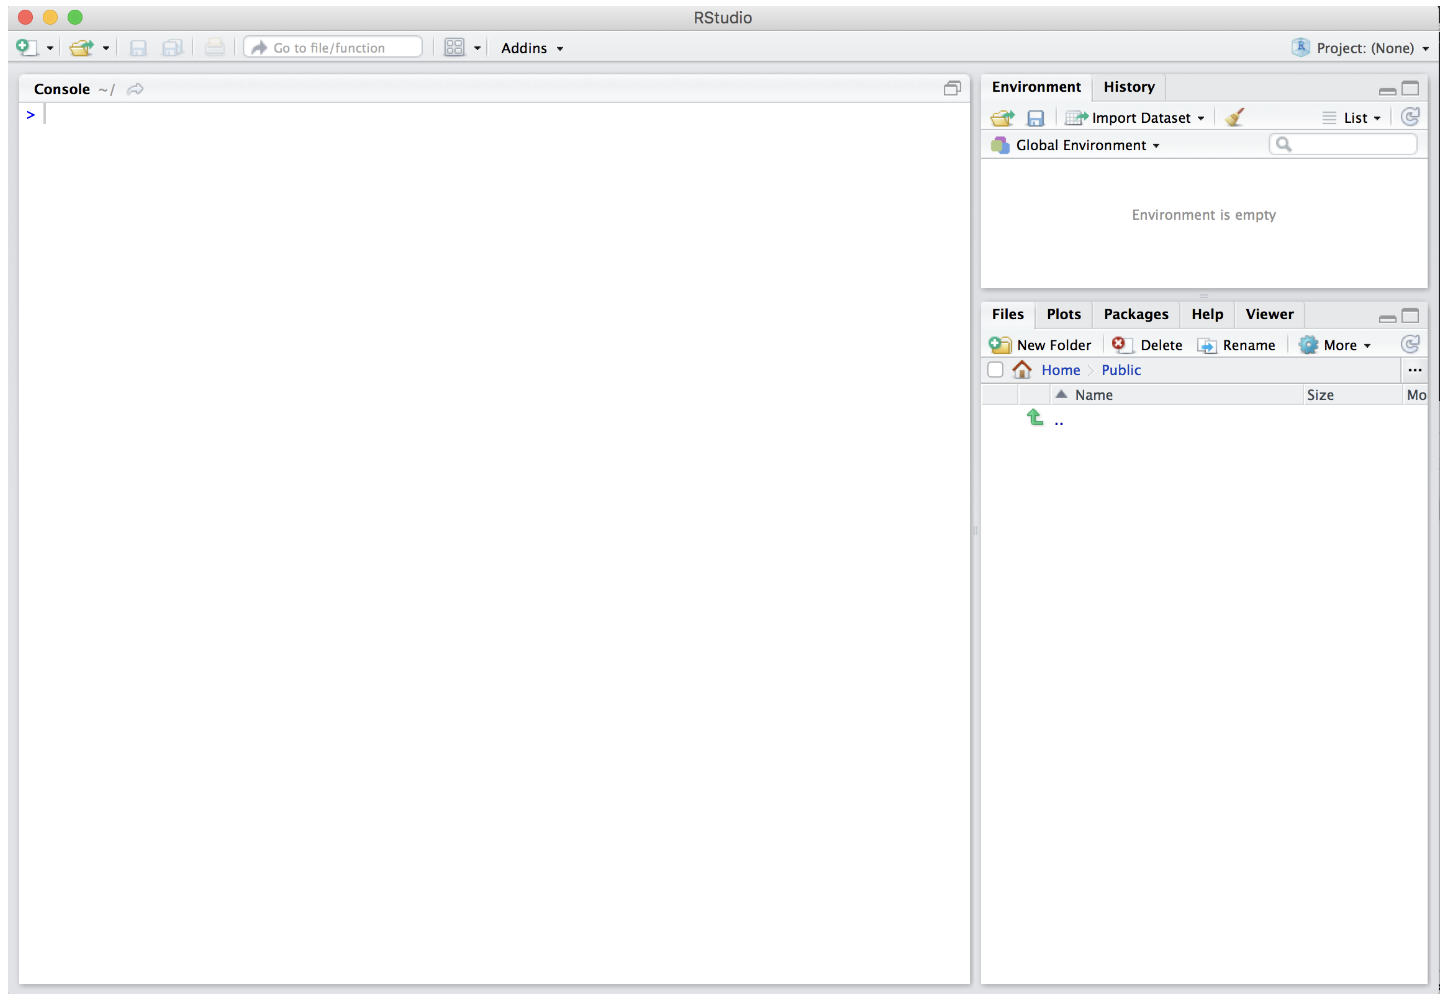 RStudio
Go to file/function
Addins
Project: (None)
Console ~/
>
Environment History
Import Dataset
List
Global Environment
Environment is empty
Files Plots Packages Help Viewer
New Folder Delete Rename More
Home Public
...
Name Size Mo
..